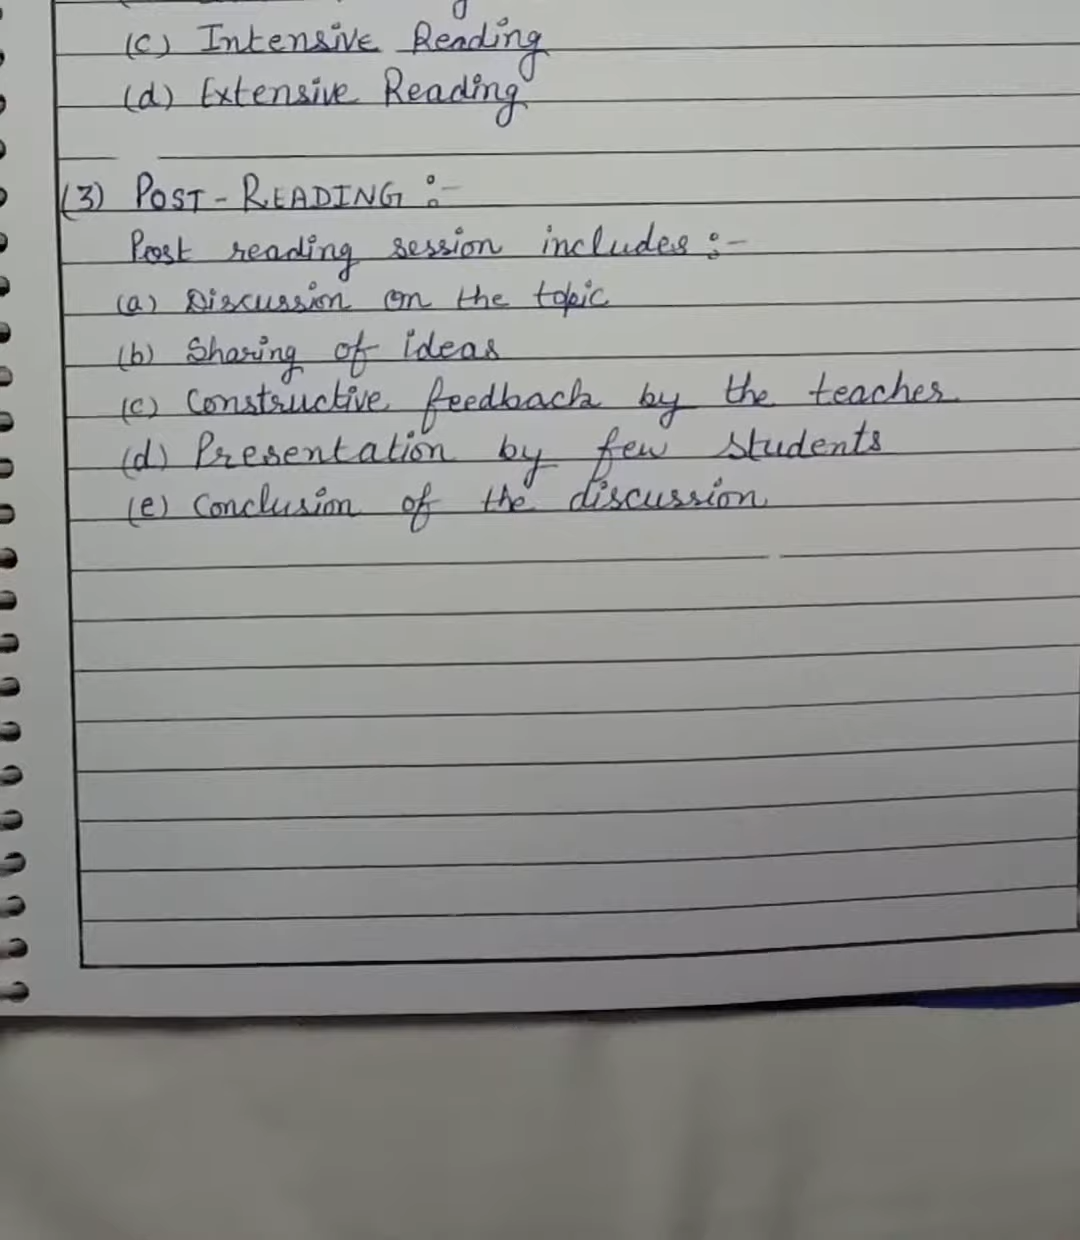 (c) Intensive Reading
(d) Extensive Reading
(3) POST-READING :-
Post reading session includes :-
(a) Discussion on the topic
(b) Sharing of ideas
(c) Constructive feedback by the teacher
(d) Presentation by few students
(e) Conclusion of the discussion